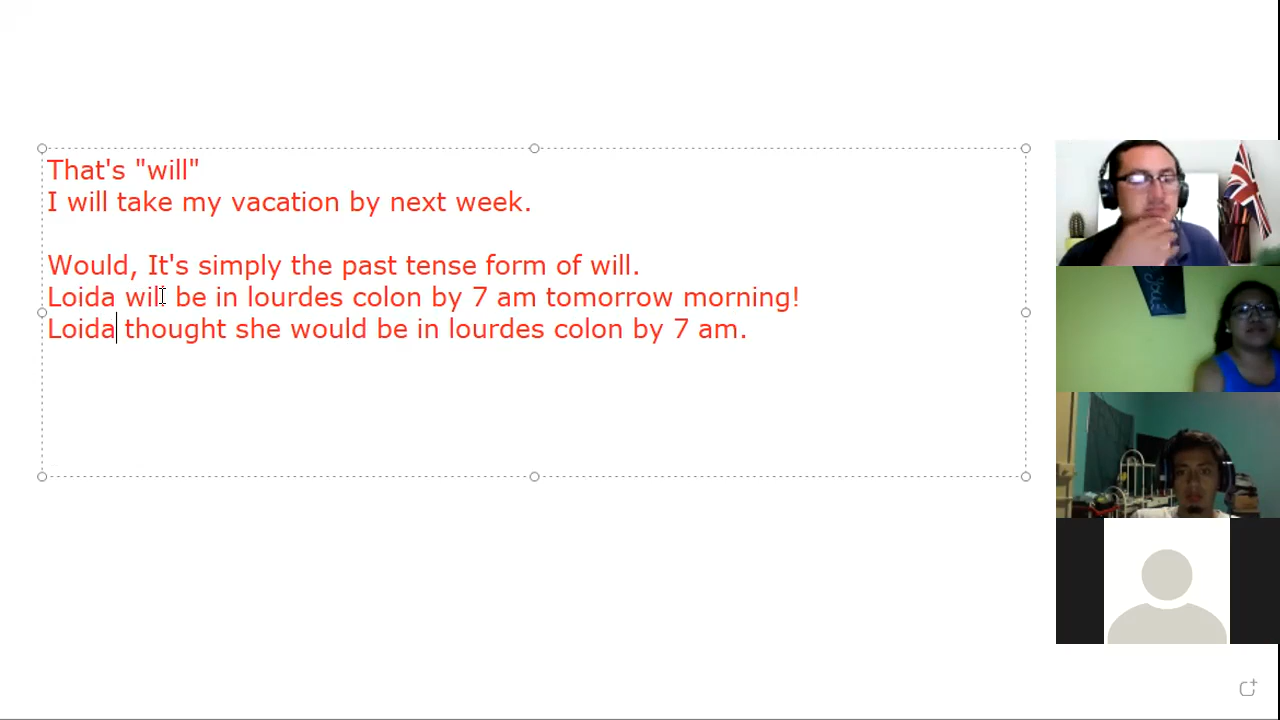 That's "will"
I will take my vacation by next week.
Would, It's simply the past tense form of will.
Loida will be in lourdes colon by 7 am tomorrow morning!
Loida thought she would be in lourdes colon by 7 am.